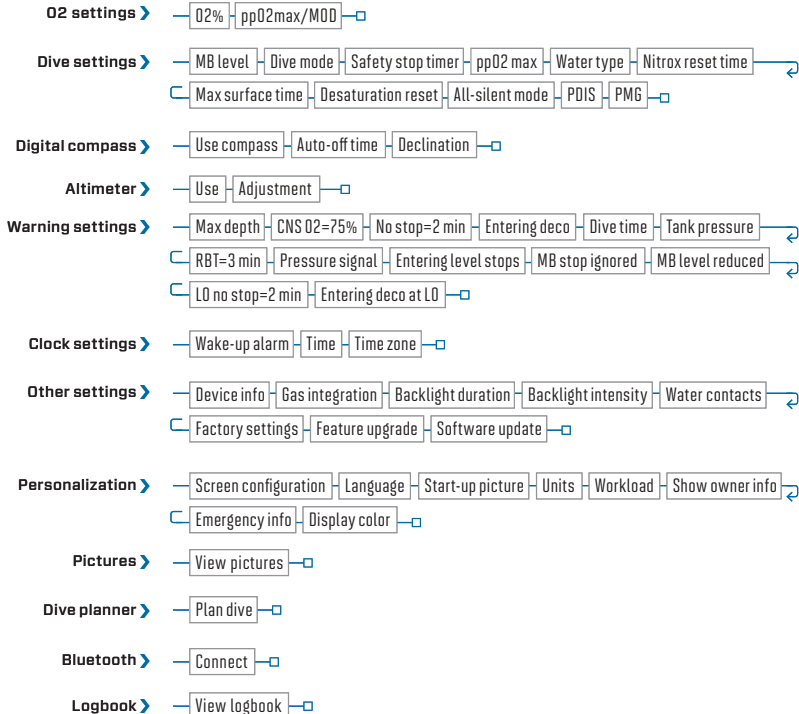 O2 settings O2% ppO2max/MOD
Dive settings MB level Dive mode Safety stop timer ppO2 max Water type Nitrox reset time
Max surface time Desaturation reset All-silent mode PDIS PMG
Digital compass Use compass Auto-off time Declination
Altimeter Use Adjustment
Warning settings Max depth CNS O2=75% No stop=2 min Entering deco Dive time Tank pressure
RBT=3 min Pressure signal Entering level stops MB stop ignored MB level reduced
L0 no stop=2 min Entering deco at L0
Clock settings Wake-up alarm Time Time zone
Other settings Device info Gas integration Backlight duration Backlight intensity Water contacts
Factory settings Feature upgrade Software update
Personalization Screen configuration Language Start-up picture Units Workload Show owner info
Emergency info Display color
Pictures View pictures
Dive planner Plan dive
Bluetooth Connect
Logbook View logbook